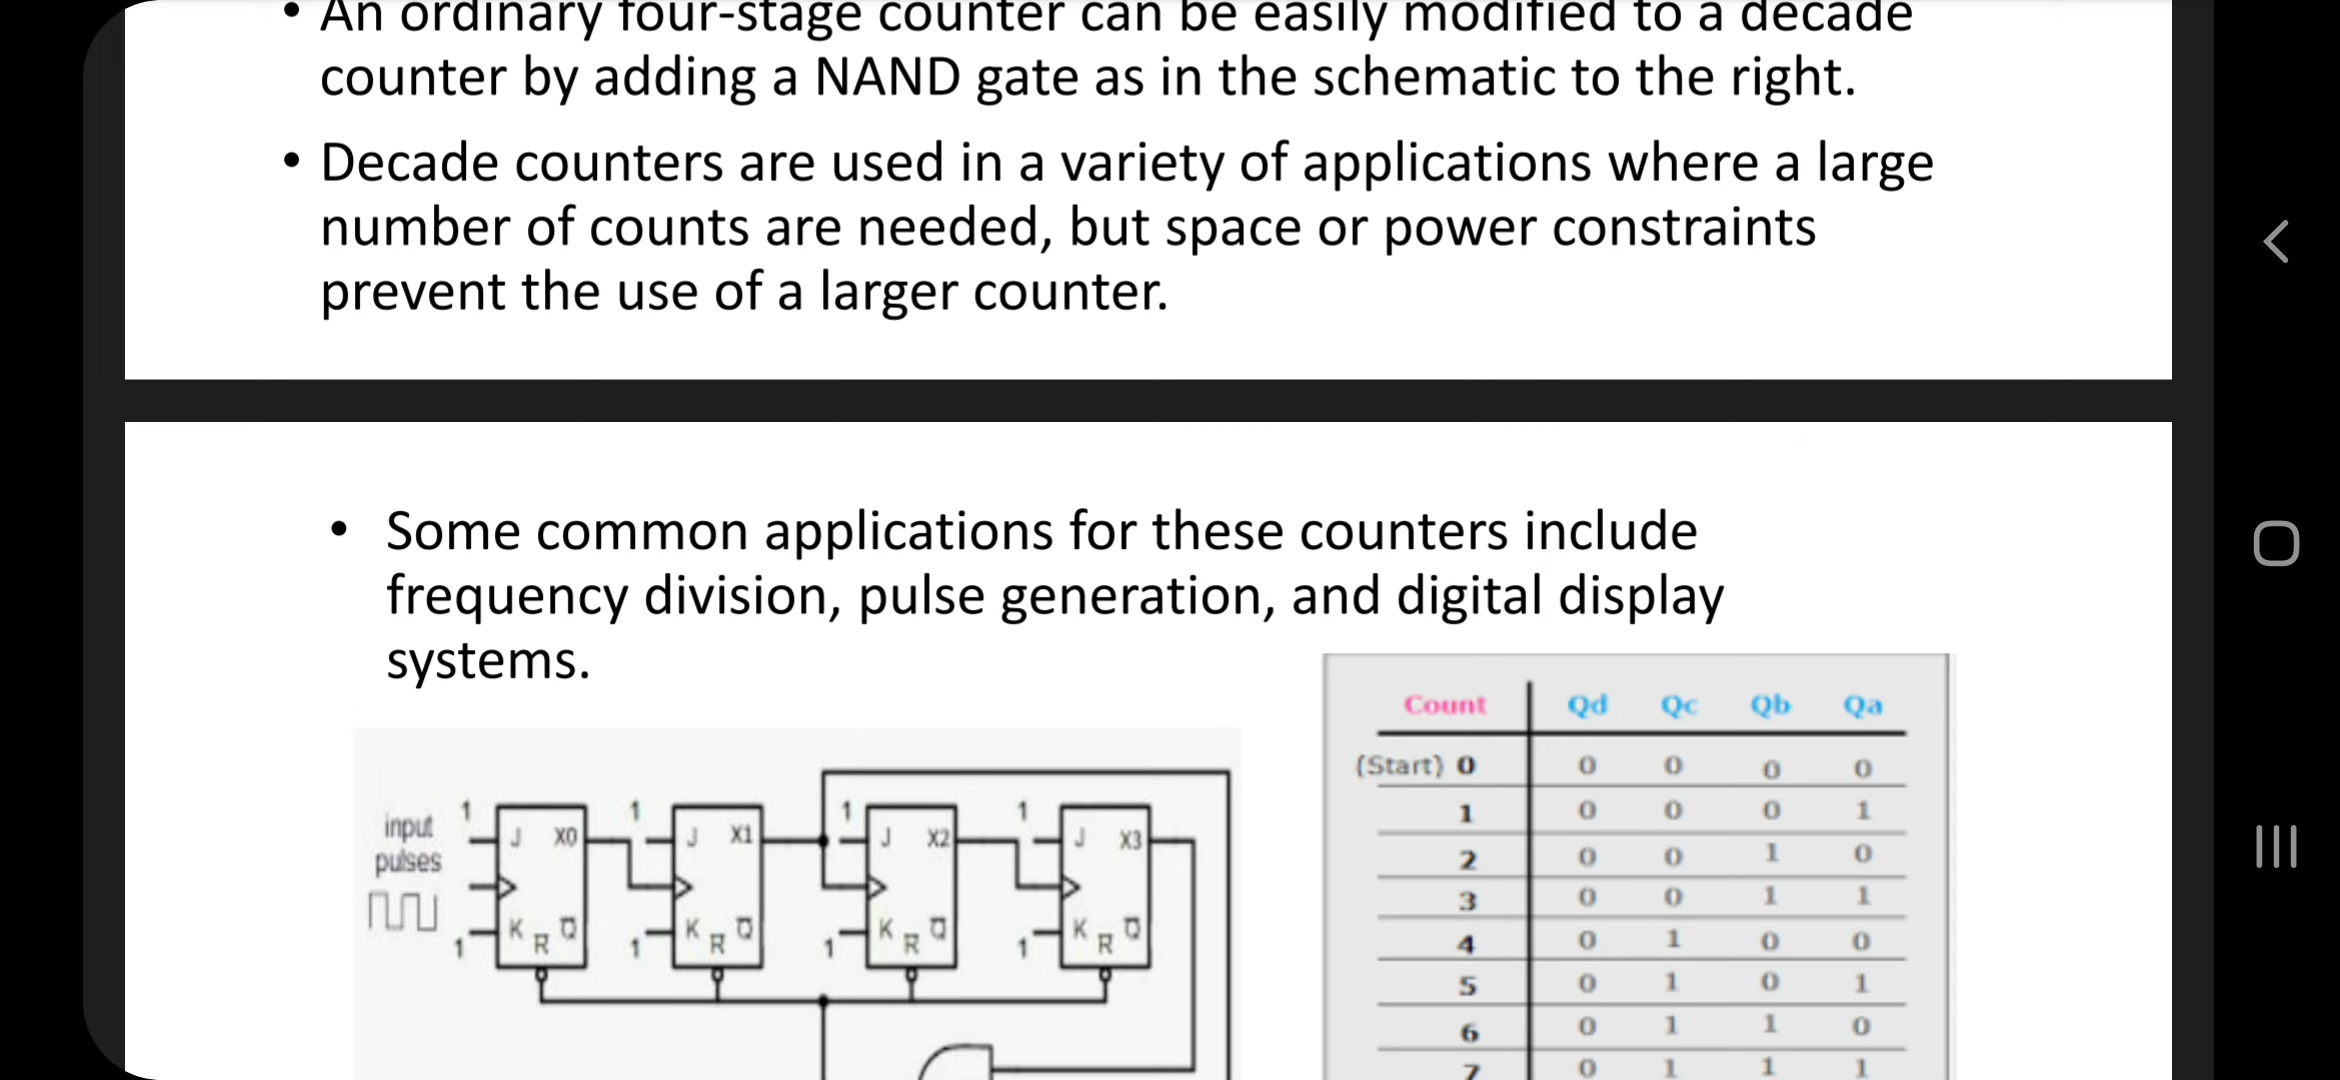 • An ordinary four-stage counter can be easily modified to a decade
counter by adding a NAND gate as in the schematic to the right.
• Decade counters are used in a variety of applications where a large
number of counts are needed, but space or power constraints
prevent the use of a larger counter.
• Some common applications for these counters include
frequency division, pulse generation, and digital display
systems.
input
pulses
1 1 1 1
J X0 J X1 J X2 J X3
K R Q̅ K R Q̅ K R Q̅ K R Q̅
1 1 1 1
Count Qd Qc Qb Qa
(Start) 0 0 0 0 0
1 0 0 0 1
2 0 0 1 0
3 0 0 1 1
4 0 1 0 0
5 0 1 0 1
6 0 1 1 0
7 0 1 1 1